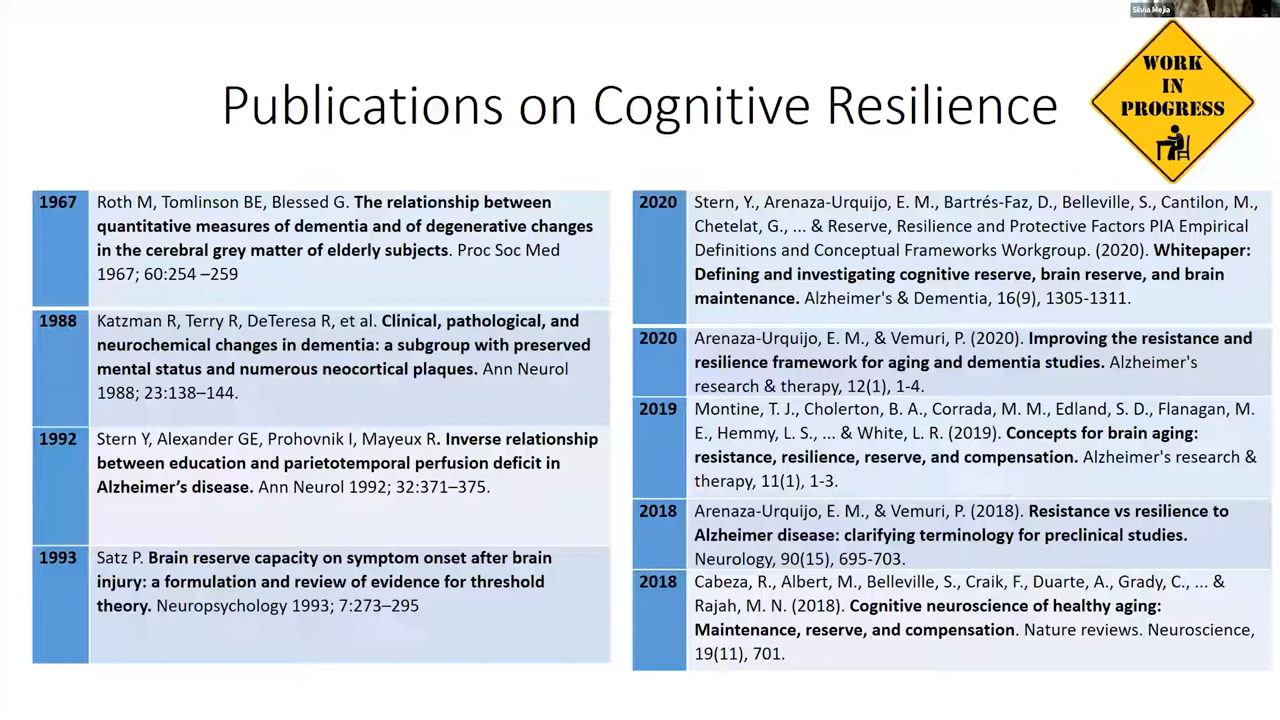 Silvia Mejia
WORK
IN
PROGRESS
Publications on Cognitive Resilience
1967
Roth M, Tomlinson BE, Blessed G. The relationship between
quantitative measures of dementia and of degenerative changes
in the cerebral grey matter of elderly subjects. Proc Soc Med
1967; 60:254 –259
1988
Katzman R, Terry R, DeTeresa R, et al. Clinical, pathological, and
neurochemical changes in dementia: a subgroup with preserved
mental status and numerous neocortical plaques. Ann Neurol
1988; 23:138–144.
1992
Stern Y, Alexander GE, Prohovnik I, Mayeux R. Inverse relationship
between education and parietotemporal perfusion deficit in
Alzheimer’s disease. Ann Neurol 1992; 32:371–375.
1993
Satz P. Brain reserve capacity on symptom onset after brain
injury: a formulation and review of evidence for threshold
theory. Neuropsychology 1993; 7:273–295
2020
Stern, Y., Arenaza-Urquijo, E. M., Bartrés-Faz, D., Belleville, S., Cantilon, M.,
Chetelat, G., ... & Reserve, Resilience and Protective Factors PIA Empirical
Definitions and Conceptual Frameworks Workgroup. (2020). Whitepaper:
Defining and investigating cognitive reserve, brain reserve, and brain
maintenance. Alzheimer's & Dementia, 16(9), 1305-1311.
2020
Arenaza-Urquijo, E. M., & Vemuri, P. (2020). Improving the resistance and
resilience framework for aging and dementia studies. Alzheimer's
research & therapy, 12(1), 1-4.
2019
Montine, T. J., Cholerton, B. A., Corrada, M. M., Edland, S. D., Flanagan, M.
E., Hemmy, L. S., ... & White, L. R. (2019). Concepts for brain aging:
resistance, resilience, reserve, and compensation. Alzheimer's research &
therapy, 11(1), 1-3.
2018
Arenaza-Urquijo, E. M., & Vemuri, P. (2018). Resistance vs resilience to
Alzheimer disease: clarifying terminology for preclinical studies.
Neurology, 90(15), 695-703.
2018
Cabeza, R., Albert, M., Belleville, S., Craik, F., Duarte, A., Grady, C., ... &
Rajah, M. N. (2018). Cognitive neuroscience of healthy aging:
Maintenance, reserve, and compensation. Nature reviews. Neuroscience,
19(11), 701.